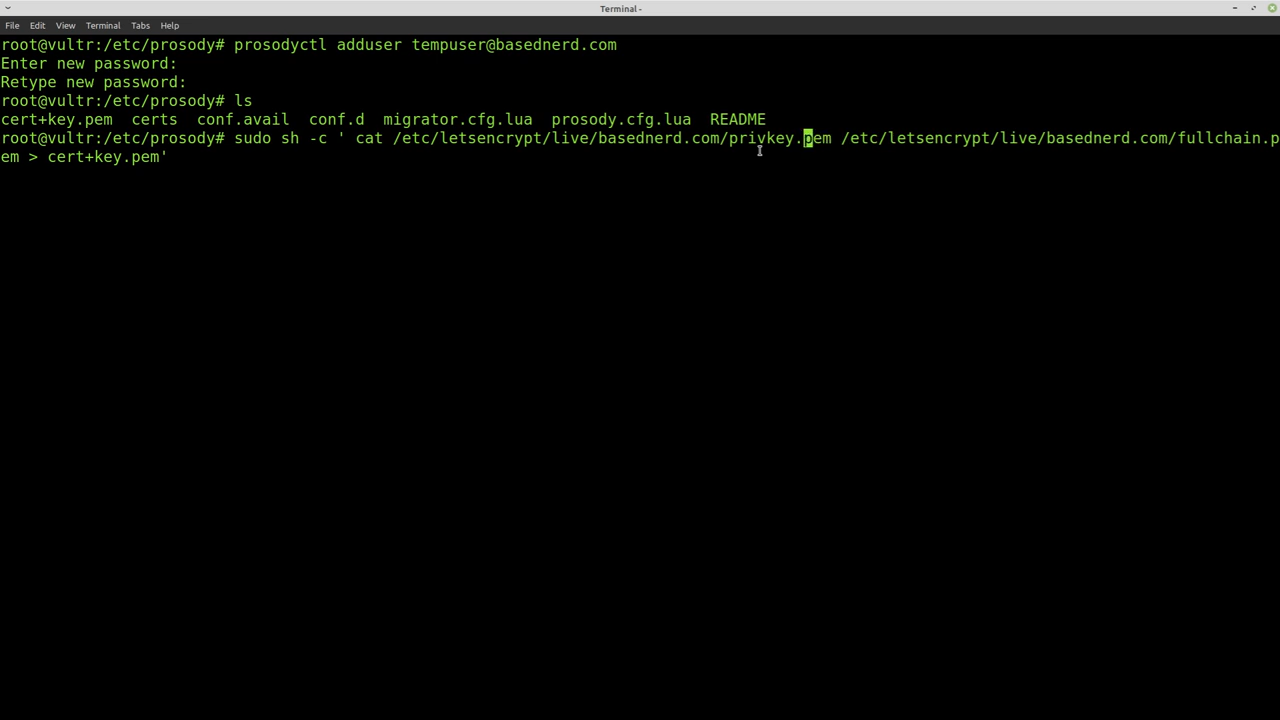 Terminal -
File Edit View Terminal Tabs Help
root@vultr:/etc/prosody# prosodyctl adduser tempuser@basednerd.com
Enter new password:
Retype new password:
root@vultr:/etc/prosody# ls
cert+key.pem  certs  conf.avail  conf.d  migrator.cfg.lua  prosody.cfg.lua  README
root@vultr:/etc/prosody# sudo sh -c ' cat /etc/letsencrypt/live/basednerd.com/privkey.pem /etc/letsencrypt/live/basednerd.com/fullchain.p
em > cert+key.pem'